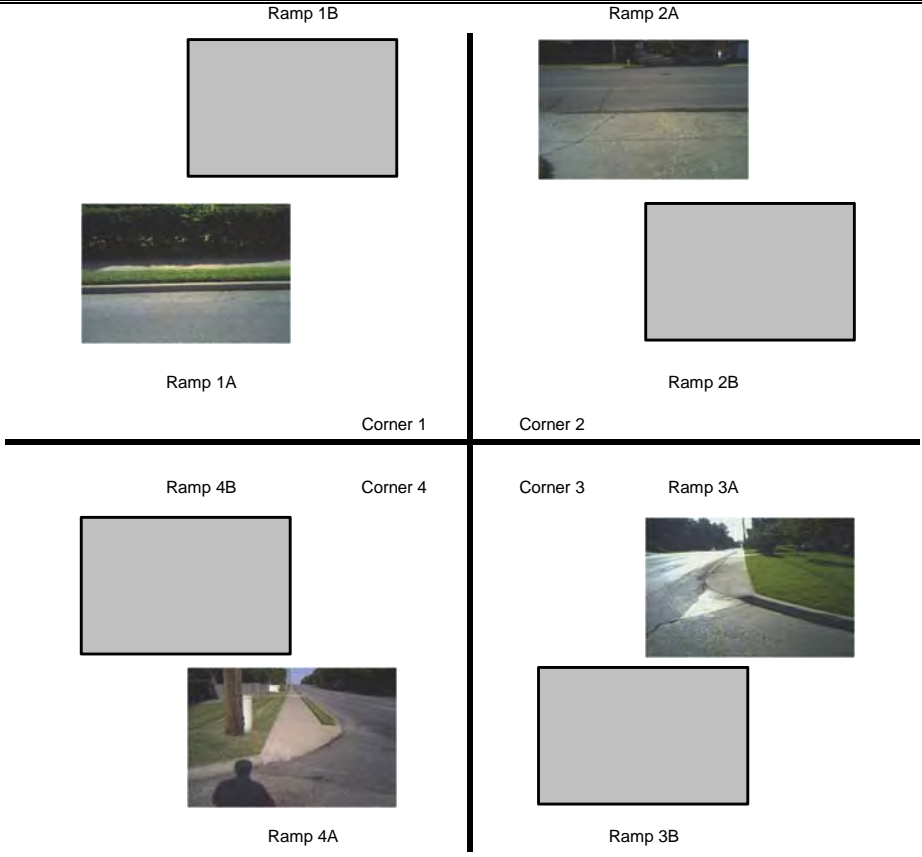 Ramp 1B Ramp 2A
Ramp 1A Ramp 2B
Corner 1 Corner 2
Ramp 4B Corner 4 Corner 3 Ramp 3A
Ramp 4A Ramp 3B